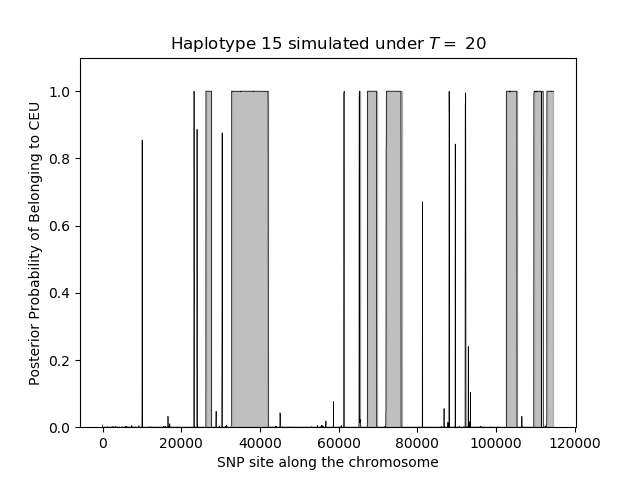 Haplotype 15 simulated under T = 20
Posterior Probability of Belonging to CEU
1.0
0.8
0.6
0.4
0.2
0.0
0 20000 40000 60000 80000 100000 120000
SNP site along the chromosome